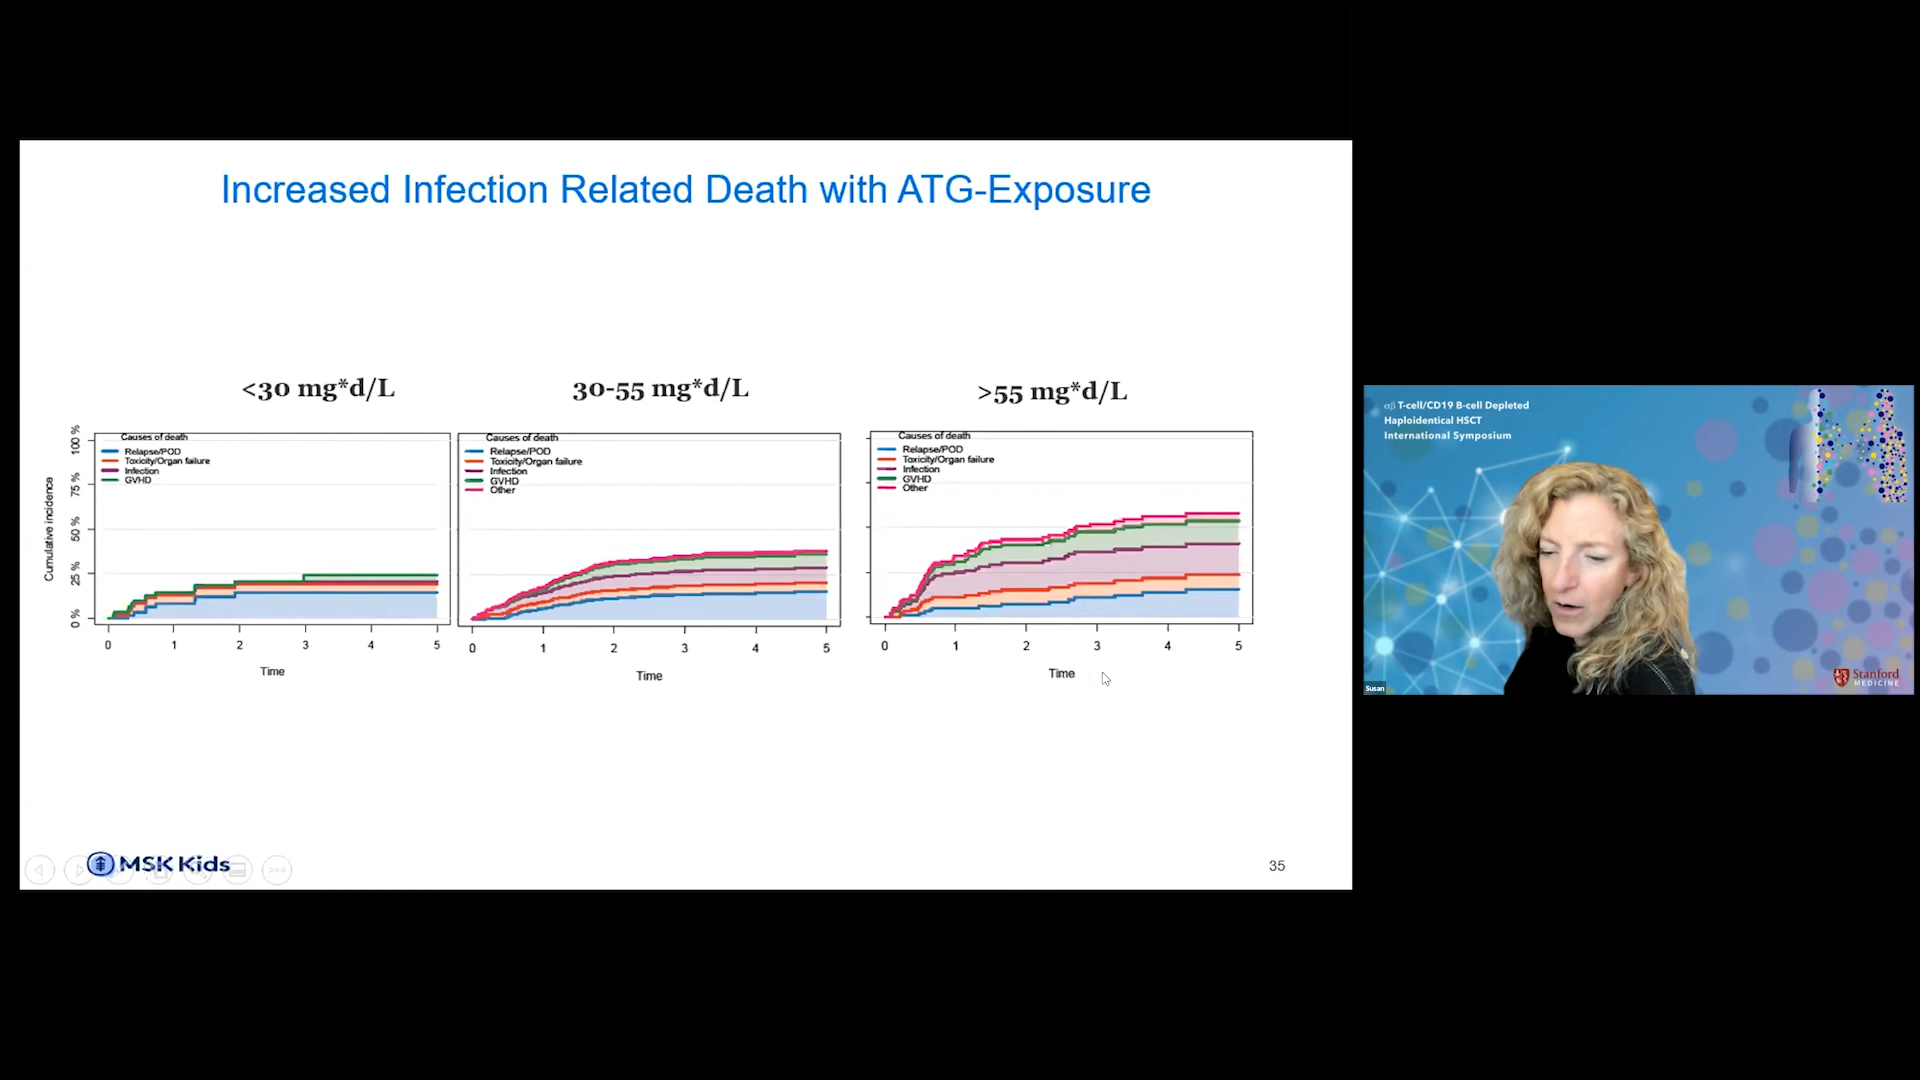 Increased Infection Related Death with ATG-Exposure
<30 mg*d/L
30-55 mg*d/L
>55 mg*d/L
Cumulative incidence
100 %
75 %
50 %
25 %
0 %
Causes of death
Relapse/POD
Toxicity/Organ failure
Infection
GVHD
0 1 2 3 4 5
Time
Causes of death
Relapse/POD
Toxicity/Organ failure
Infection
GVHD
Other
0 1 2 3 4 5
Time
Causes of death
Relapse/POD
Toxicity/Organ failure
Infection
GVHD
Other
0 1 2 3 4 5
Time
MSK Kids
35
αβ T-cell/CD19 B-cell Depleted
Haploidentical HSCT
International Symposium
Stanford
MEDICINE
Susan